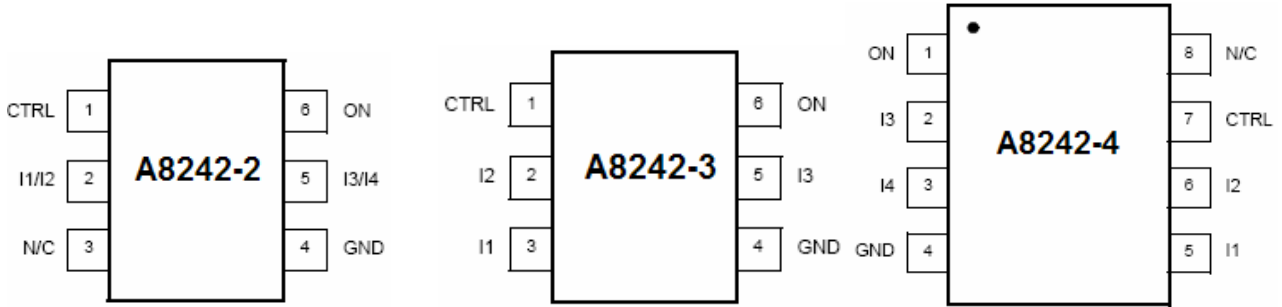 A8242-2
CTRL 1
6 ON
I1/I2 2
5 I3/I4
N/C 3
4 GND
A8242-3
CTRL 1
6 ON
I2 2
5 I3
I1 3
4 GND
A8242-4
ON 1
8 N/C
I3 2
7 CTRL
I4 3
6 I2
GND 4
5 I1